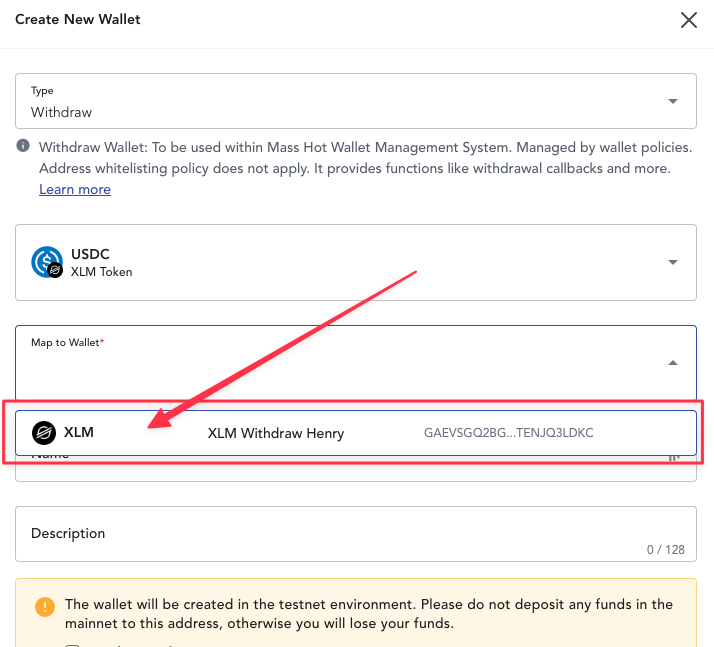 Create New Wallet
Type
Withdraw
Withdraw Wallet: To be used within Mass Hot Wallet Management System. Managed by wallet policies.
Address whitelisting policy does not apply. It provides functions like withdrawal callbacks and more.
Learn more
USDC
XLM Token
Map to Wallet*
XLM XLM Withdraw Henry GAEVSGQ2BG...TENJQ3LDKC
Name
Description
0 / 128
The wallet will be created in the testnet environment. Please do not deposit any funds in the
mainnet to this address, otherwise you will lose your funds.